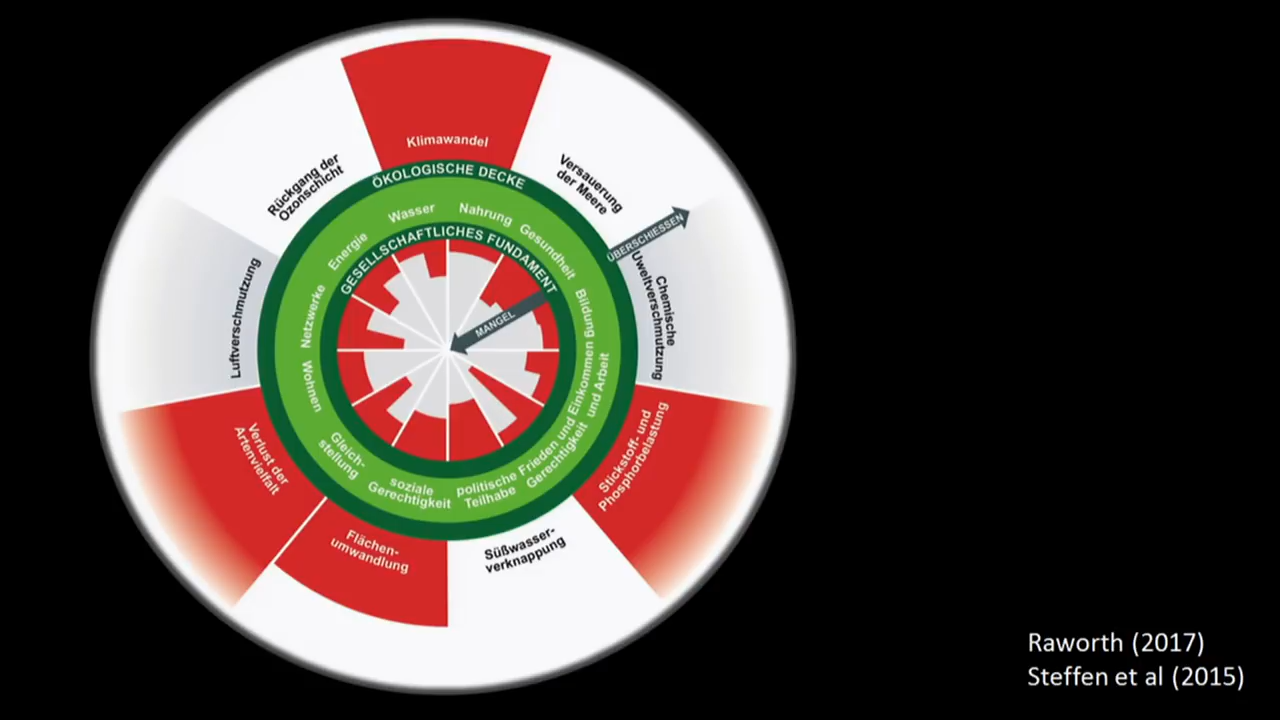 Klimawandel
Versauerung
der Meere
ÜBERSCHIESSEN
Chemische
Uweltverschmutzung
Stickstoff- und
Phosphorbelastung
Süßwasser-
verknappung
Flächen-
umwandlung
Verlust der
Artenvielfalt
Luftverschmutzung
Rückgang der
Ozonschicht
ÖKOLOGISCHE DECKE
Wasser
Nahrung
Gesundheit
Bildung
Einkommen
und Arbeit
Frieden und
Gerechtigkeit
politische
Teilhabe
soziale
Gerechtigkeit
Gleich-
stellung
Wohnen
Netzwerke
Energie
GESELLSCHAFTLICHES FUNDAMENT
MANGEL
Raworth (2017)
Steffen et al (2015)